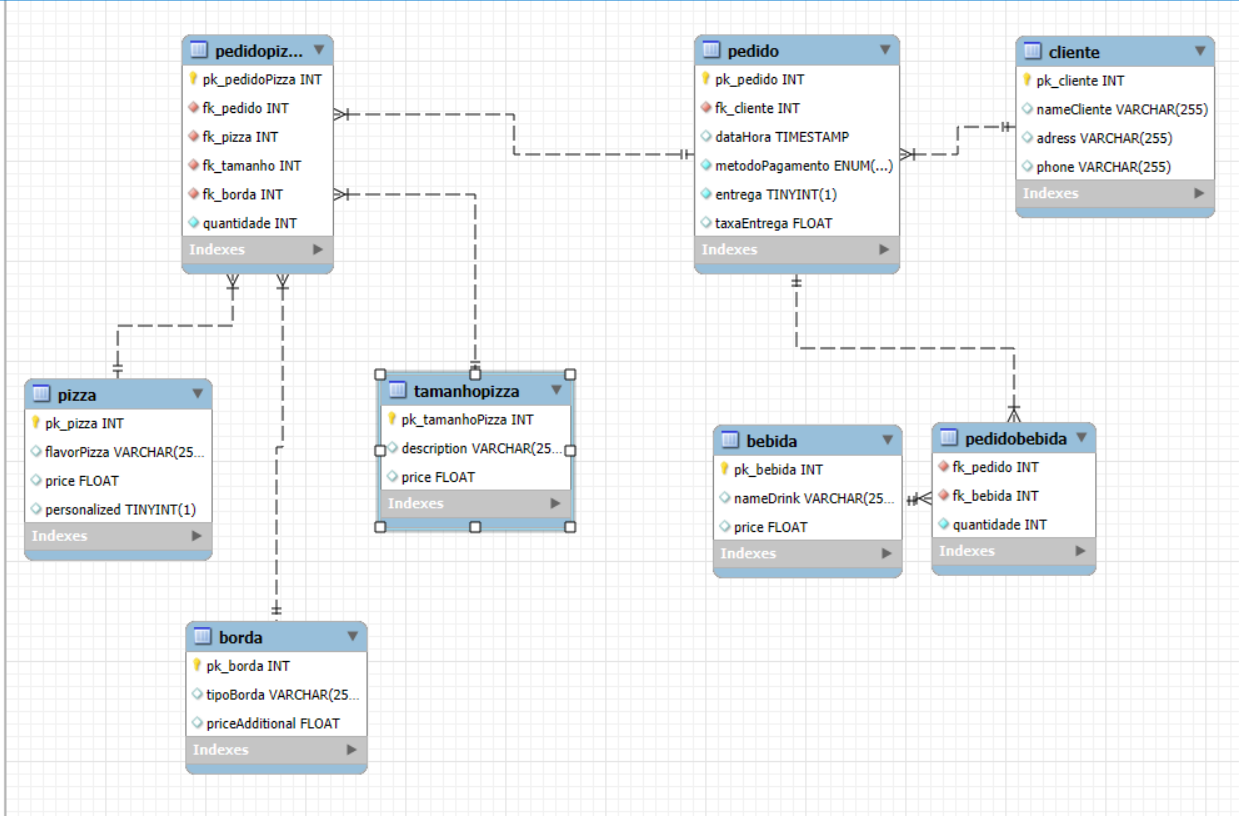 pedidopiz...
pk_pedidoPizza INT
fk_pedido INT
fk_pizza INT
fk_tamanho INT
fk_borda INT
quantidade INT
Indexes
pedido
pk_pedido INT
fk_cliente INT
dataHora TIMESTAMP
metodoPagamento ENUM(...)
entrega TINYINT(1)
taxaEntrega FLOAT
Indexes
cliente
pk_cliente INT
nameCliente VARCHAR(255)
adress VARCHAR(255)
phone VARCHAR(255)
Indexes
pizza
pk_pizza INT
flavorPizza VARCHAR(25...
price FLOAT
personalized TINYINT(1)
Indexes
tamanhopizza
pk_tamanhoPizza INT
description VARCHAR(25...
price FLOAT
Indexes
bebida
pk_bebida INT
nameDrink VARCHAR(25...
price FLOAT
Indexes
pedidobebida
fk_pedido INT
fk_bebida INT
quantidade INT
Indexes
borda
pk_borda INT
tipoBorda VARCHAR(25...
priceAdditional FLOAT
Indexes